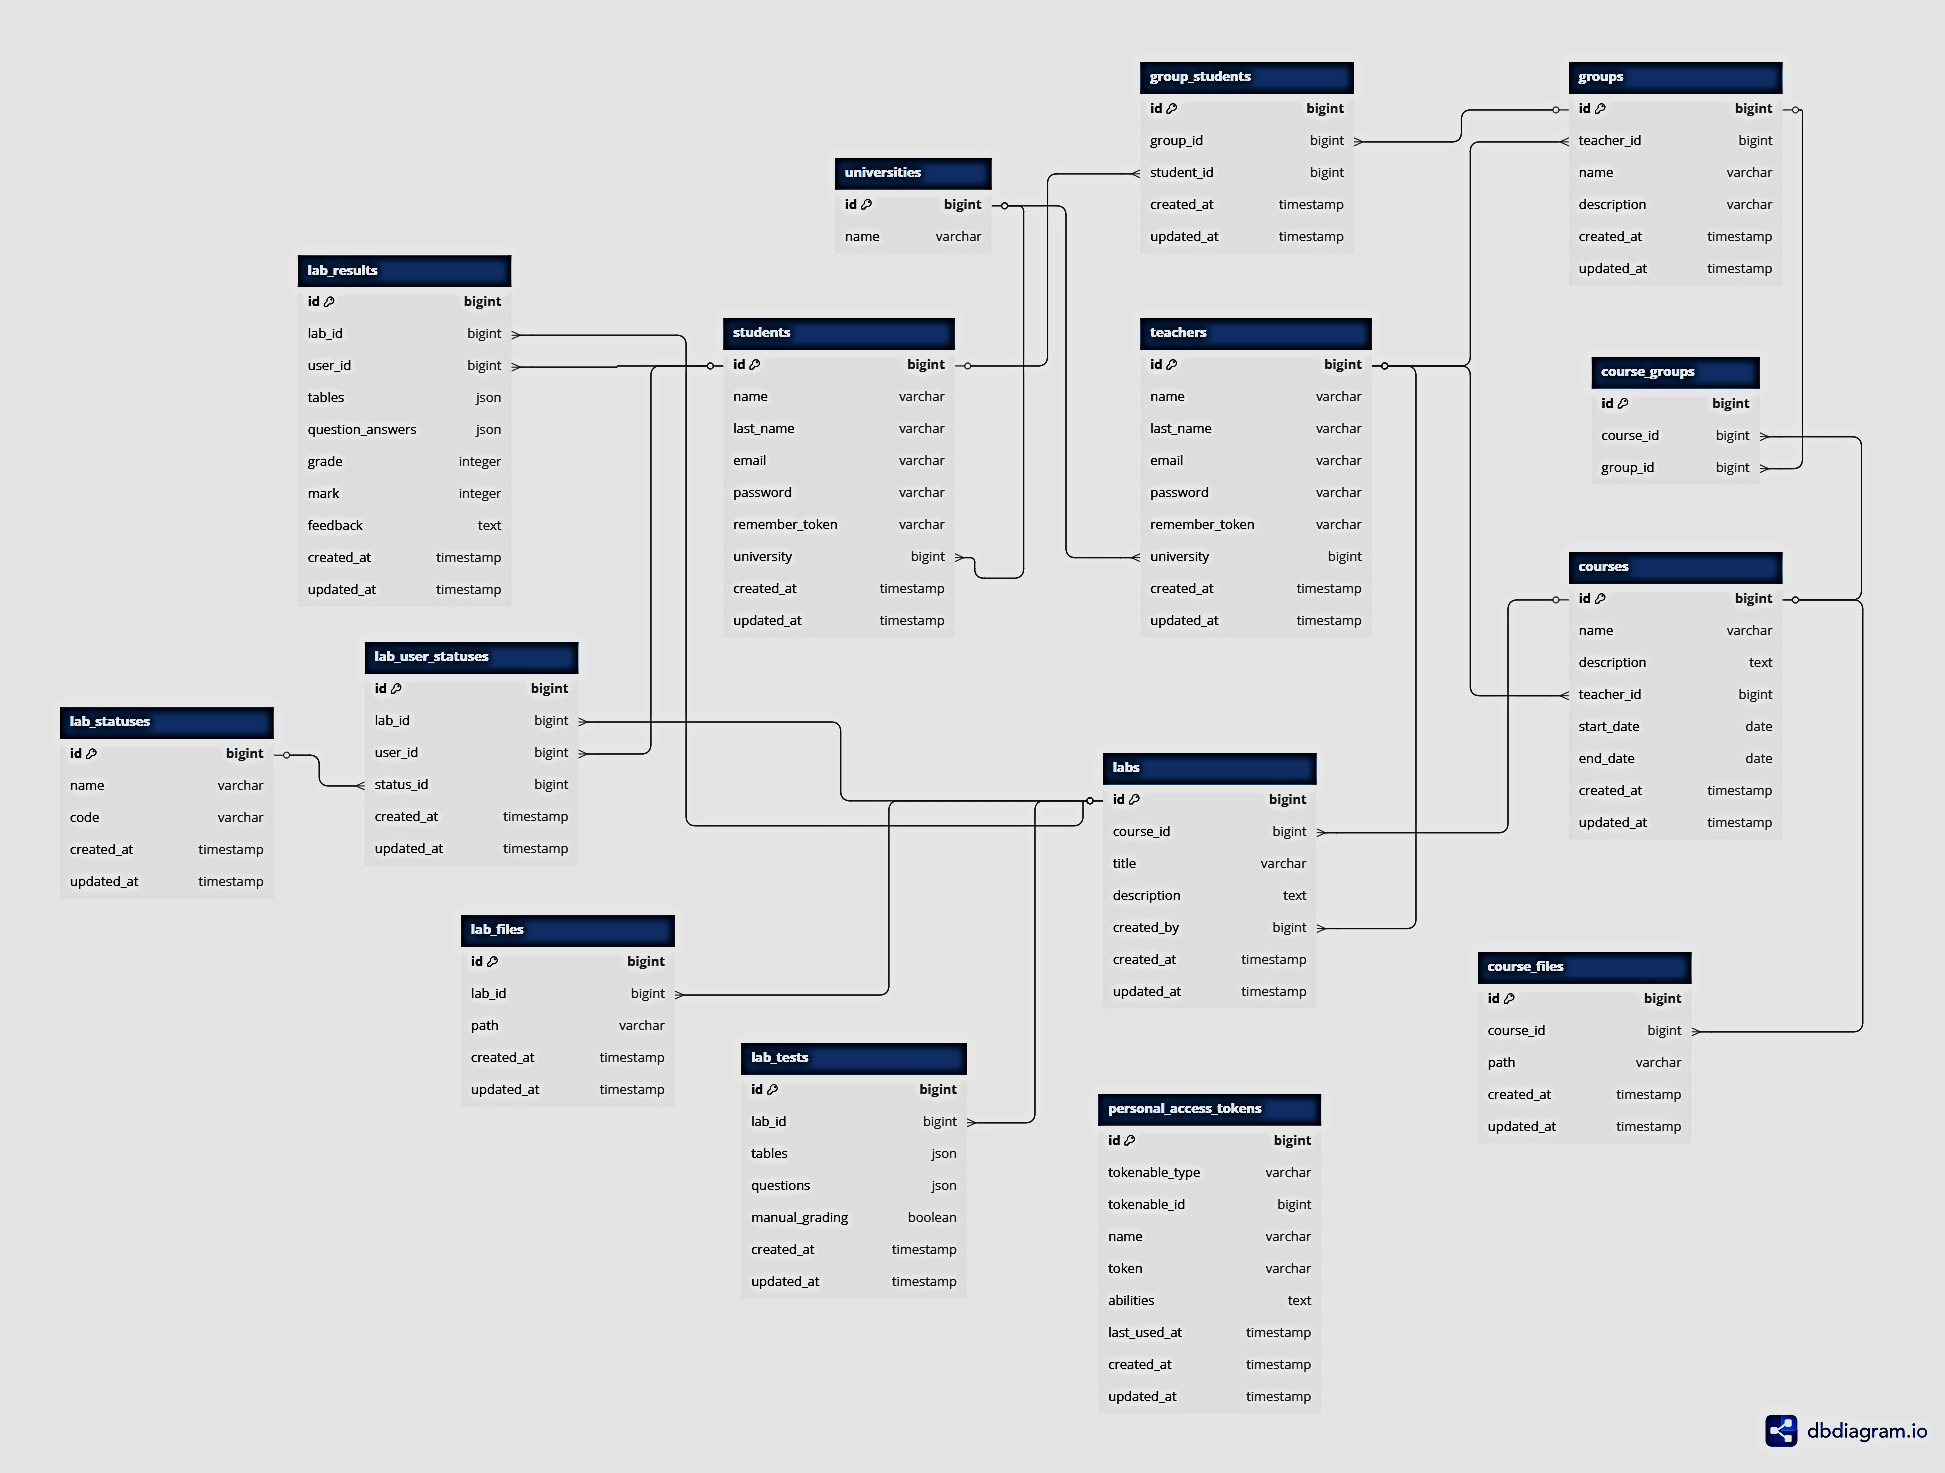 group_students
id bigint
group_id bigint
student_id bigint
created_at timestamp
updated_at timestamp
groups
id bigint
teacher_id bigint
name varchar
description varchar
created_at timestamp
updated_at timestamp
universities
id bigint
name varchar
lab_results
id bigint
lab_id bigint
user_id bigint
tables json
question_answers json
grade integer
mark integer
feedback text
created_at timestamp
updated_at timestamp
students
id bigint
name varchar
last_name varchar
email varchar
password varchar
remember_token varchar
university bigint
created_at timestamp
updated_at timestamp
teachers
id bigint
name varchar
last_name varchar
email varchar
password varchar
remember_token varchar
university bigint
created_at timestamp
updated_at timestamp
course_groups
id bigint
course_id bigint
group_id bigint
courses
id bigint
name varchar
description text
teacher_id bigint
start_date date
end_date date
created_at timestamp
updated_at timestamp
lab_user_statuses
id bigint
lab_id bigint
user_id bigint
status_id bigint
created_at timestamp
updated_at timestamp
lab_statuses
id bigint
name varchar
code varchar
created_at timestamp
updated_at timestamp
labs
id bigint
course_id bigint
title varchar
description text
created_by bigint
created_at timestamp
updated_at timestamp
lab_files
id bigint
lab_id bigint
path varchar
created_at timestamp
updated_at timestamp
course_files
id bigint
course_id bigint
path varchar
created_at timestamp
updated_at timestamp
lab_tests
id bigint
lab_id bigint
tables json
questions json
manual_grading boolean
created_at timestamp
updated_at timestamp
personal_access_tokens
id bigint
tokenable_type varchar
tokenable_id bigint
name varchar
token varchar
abilities text
last_used_at timestamp
created_at timestamp
updated_at timestamp
dbdiagram.io